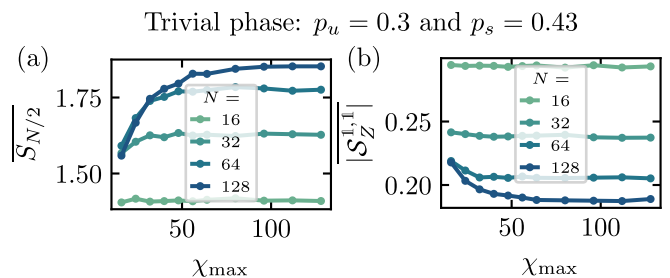 Trivial phase: p_u = 0.3 and p_s = 0.43
(a)
(b)
\overline{S_{N/2}}
1.75
1.50
N =
16
32
64
128
50
100
χ_max
\overline{|𝒮_Z^{1,1}|}
0.25
0.20
N =
16
32
64
128
50
100
χ_max